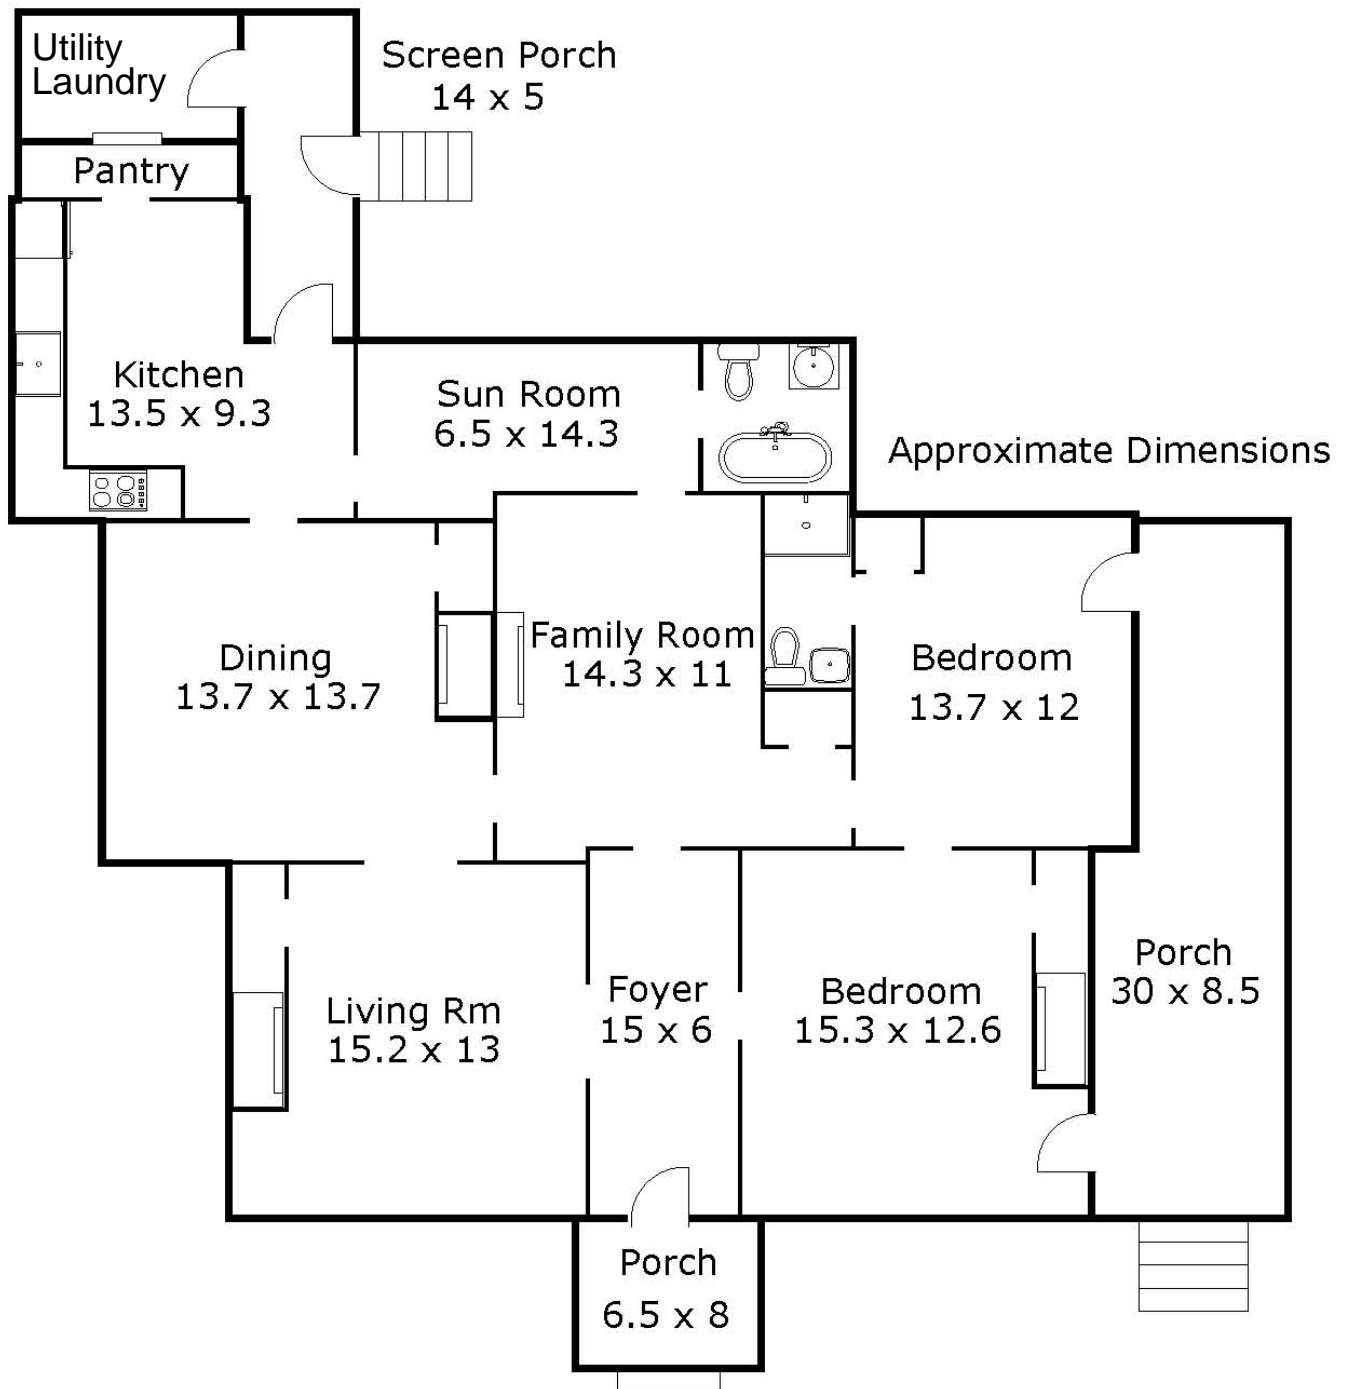 Utility
Laundry
Screen Porch
14 x 5
Pantry
Kitchen
13.5 x 9.3
Sun Room
6.5 x 14.3
Approximate Dimensions
Dining
13.7 x 13.7
Family Room
14.3 x 11
Bedroom
13.7 x 12
Living Rm
15.2 x 13
Foyer
15 x 6
Bedroom
15.3 x 12.6
Porch
30 x 8.5
Porch
6.5 x 8